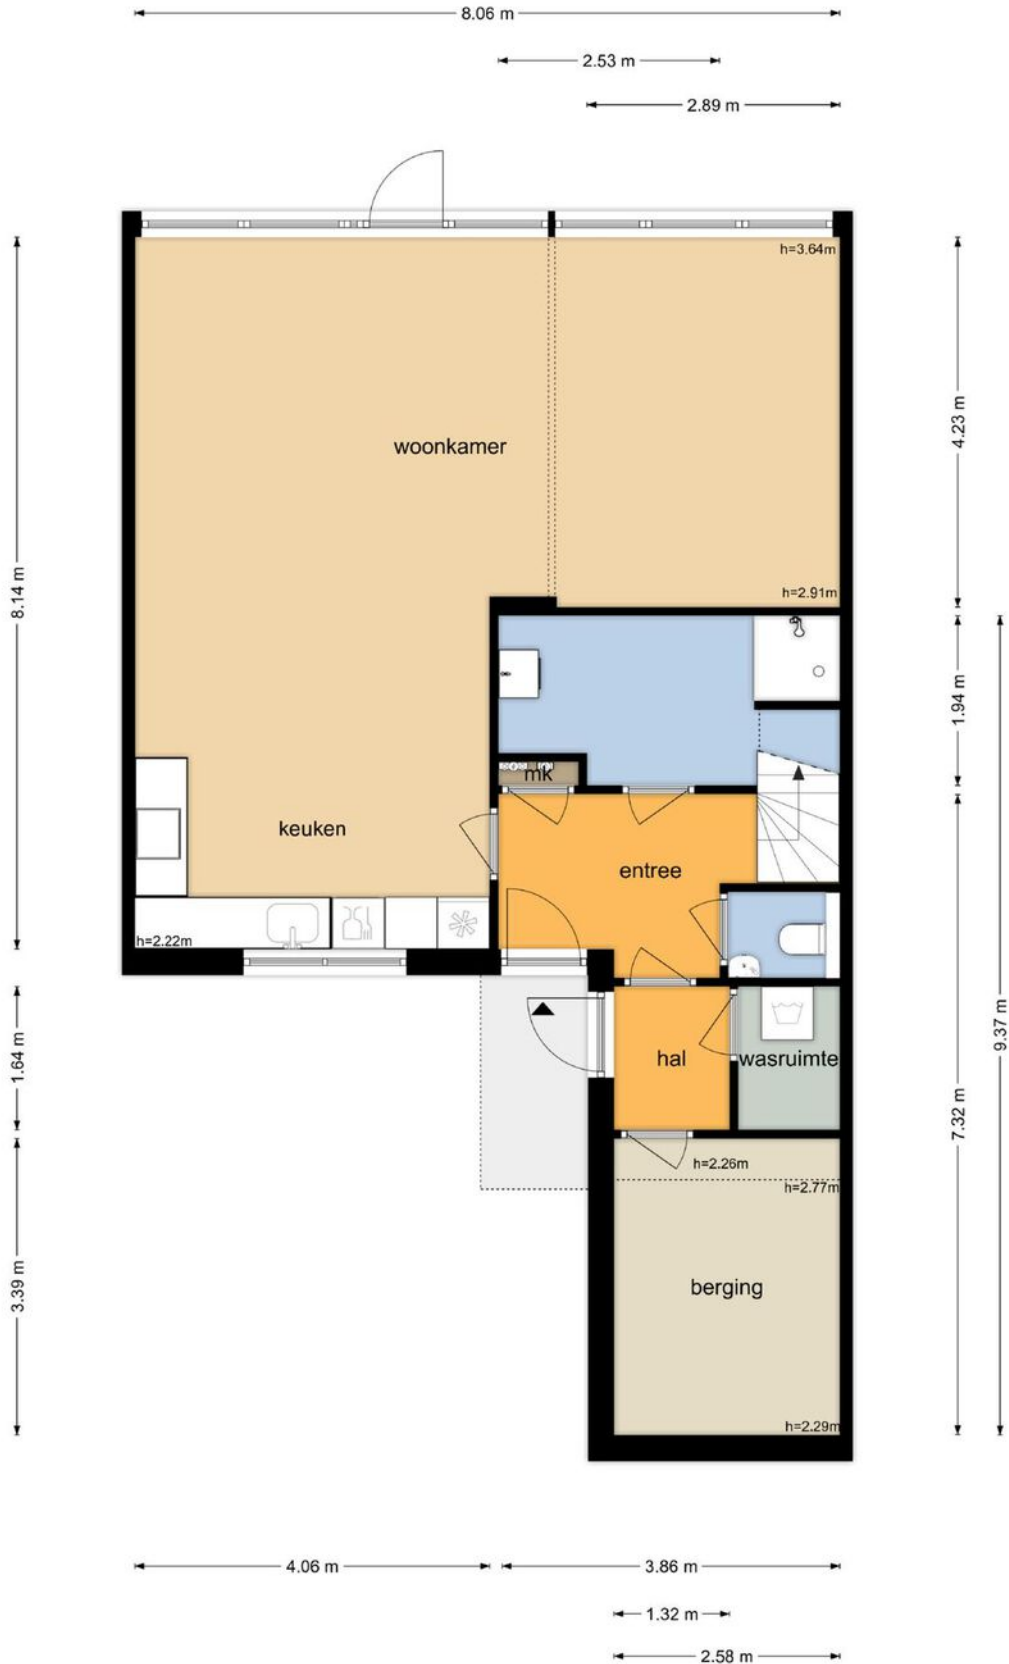 8.06 m
2.53 m
2.89 m
h=3.64m
4.23 m
woonkamer
8.14 m
h=2.91m
1.94 m
mk
keuken
entree
h=2.22m
9.37 m
1.64 m
hal
wasruimte
7.32 m
h=2.26m
h=2.77m
3.39 m
berging
h=2.29m
4.06 m
3.86 m
1.32 m
2.58 m